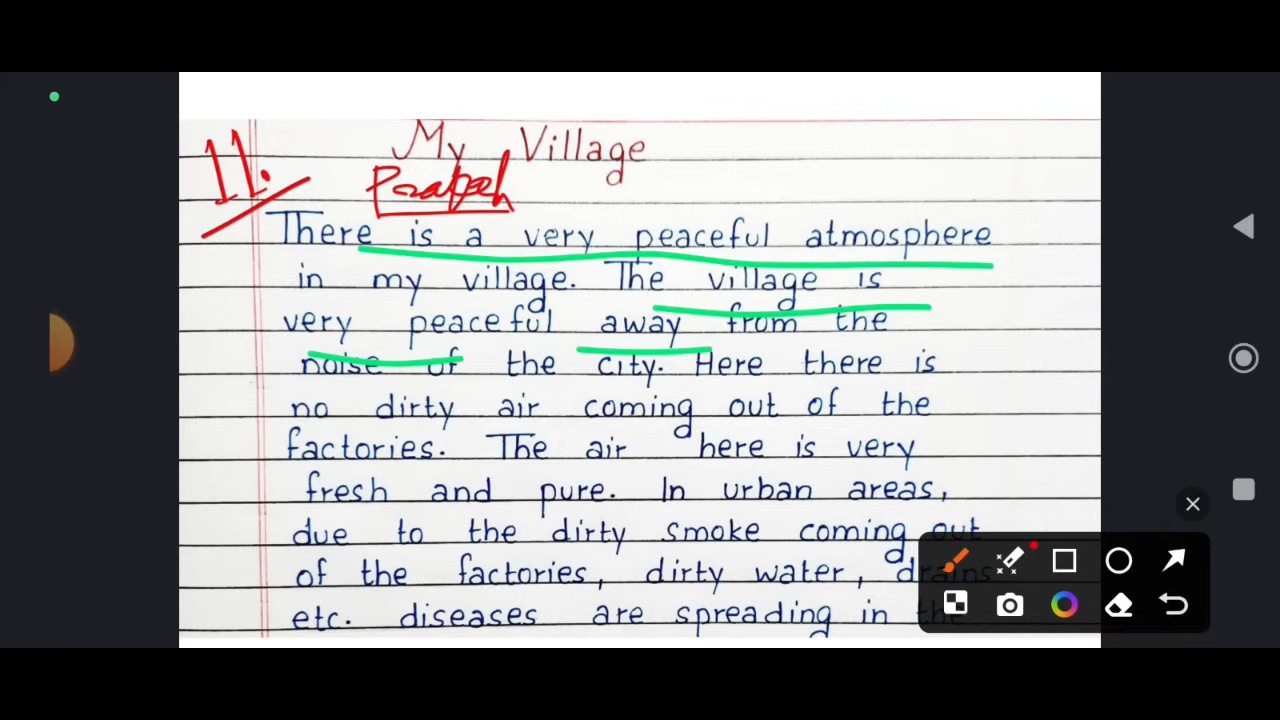 11.
My Village
There is a very peaceful atmosphere
in my village. The village is
very peaceful away from the
noise of the city. Here there is
no dirty air coming out of the
factories. The air here is very
fresh and pure. In urban areas,
due to the dirty smoke coming out
of the factories, dirty water, drains
etc. diseases are spreading in the